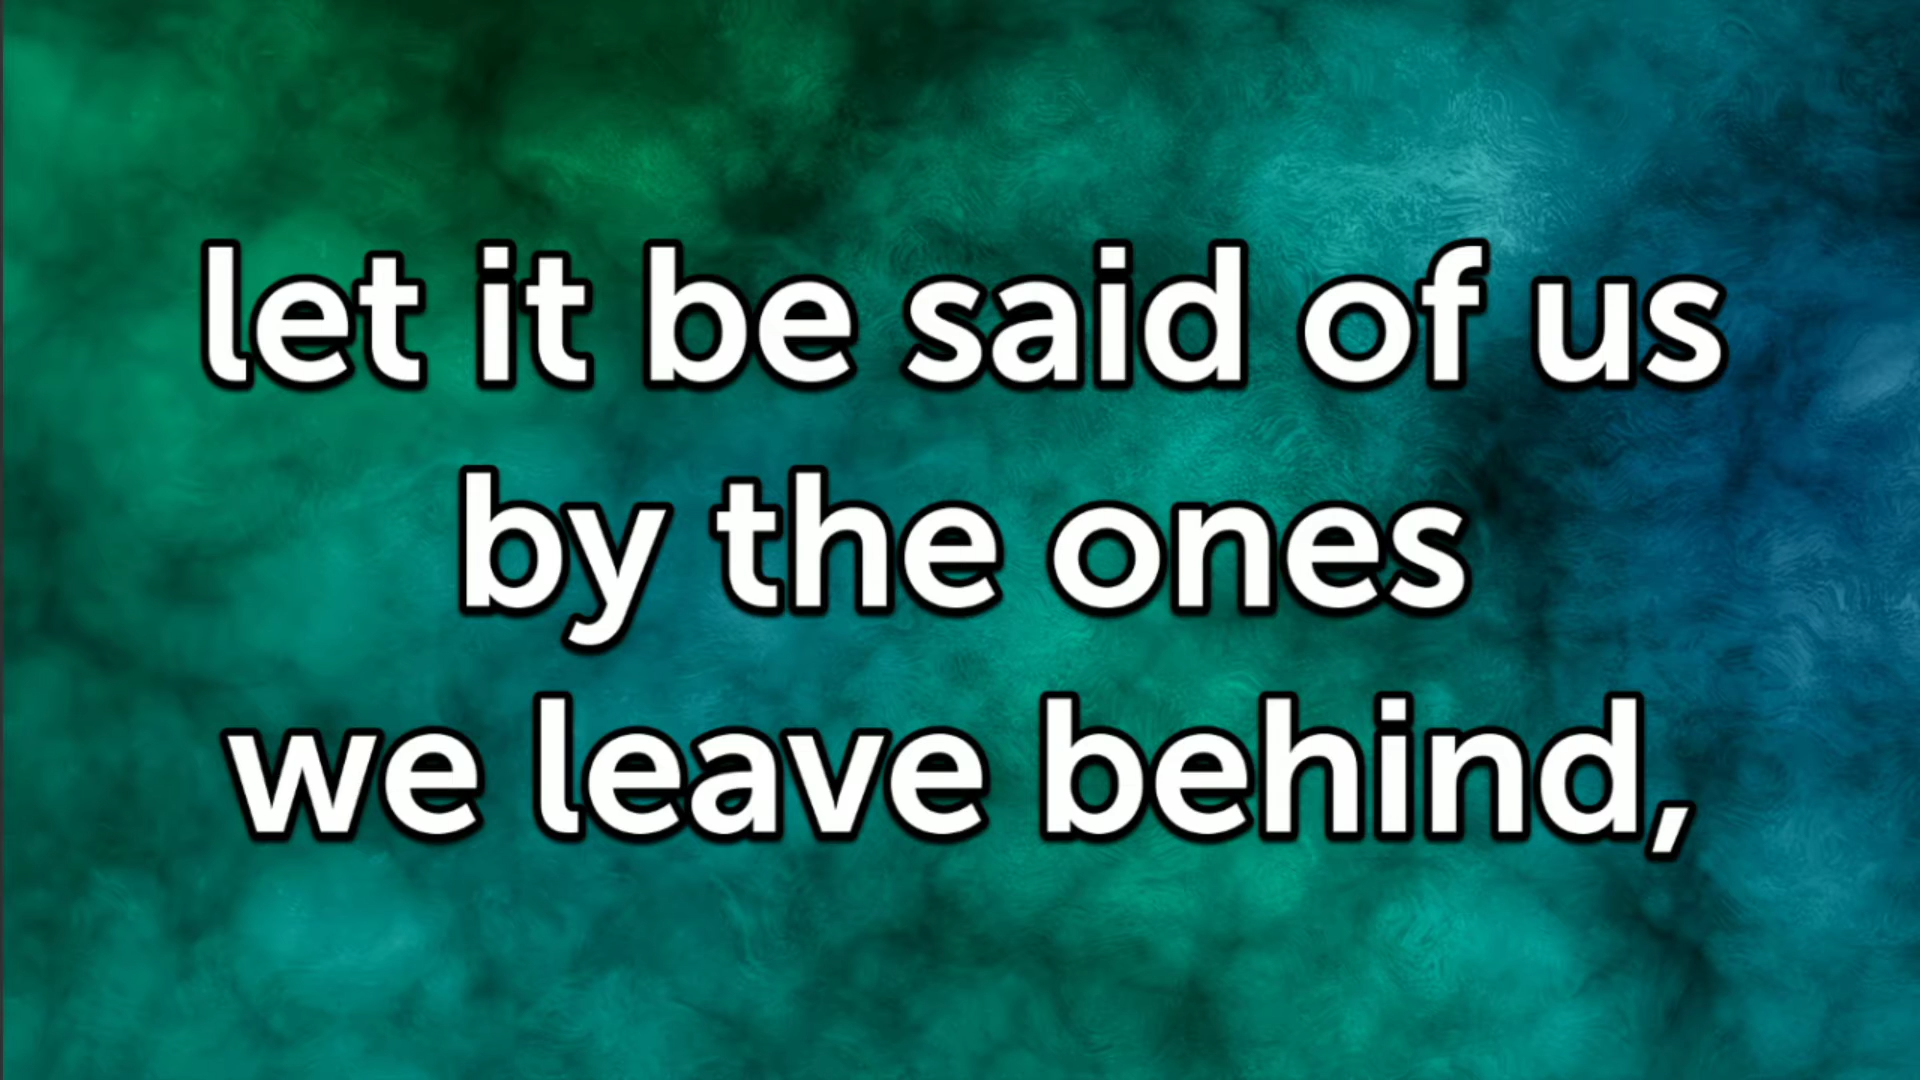 let it be said of us
by the ones
we leave behind,